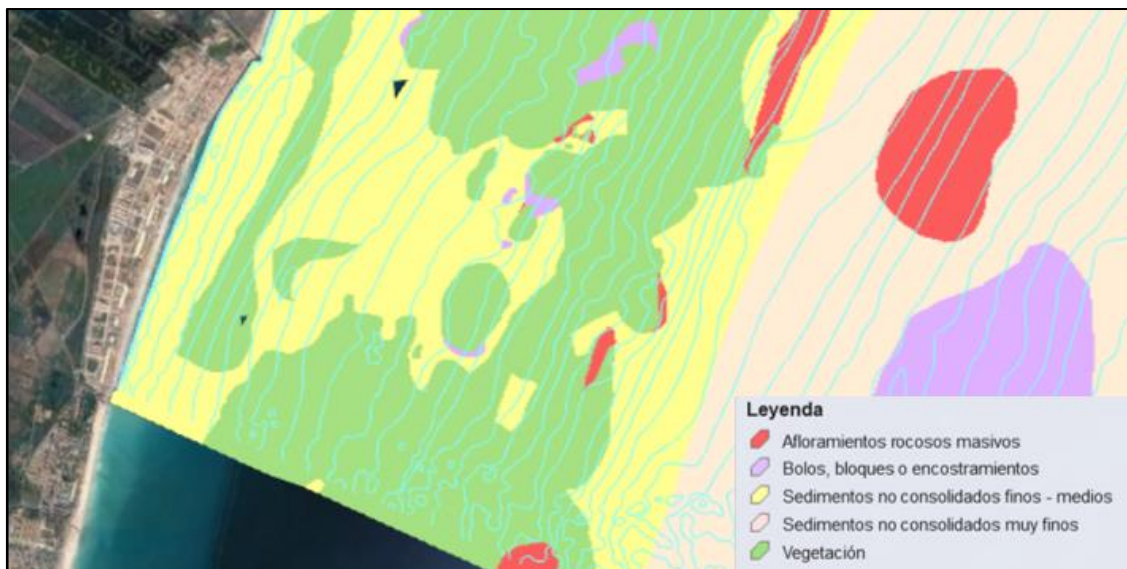 Leyenda
Afloramientos rocosos masivos
Bolos, bloques o encostramientos
Sedimentos no consolidados finos - medios
Sedimentos no consolidados muy finos
Vegetación